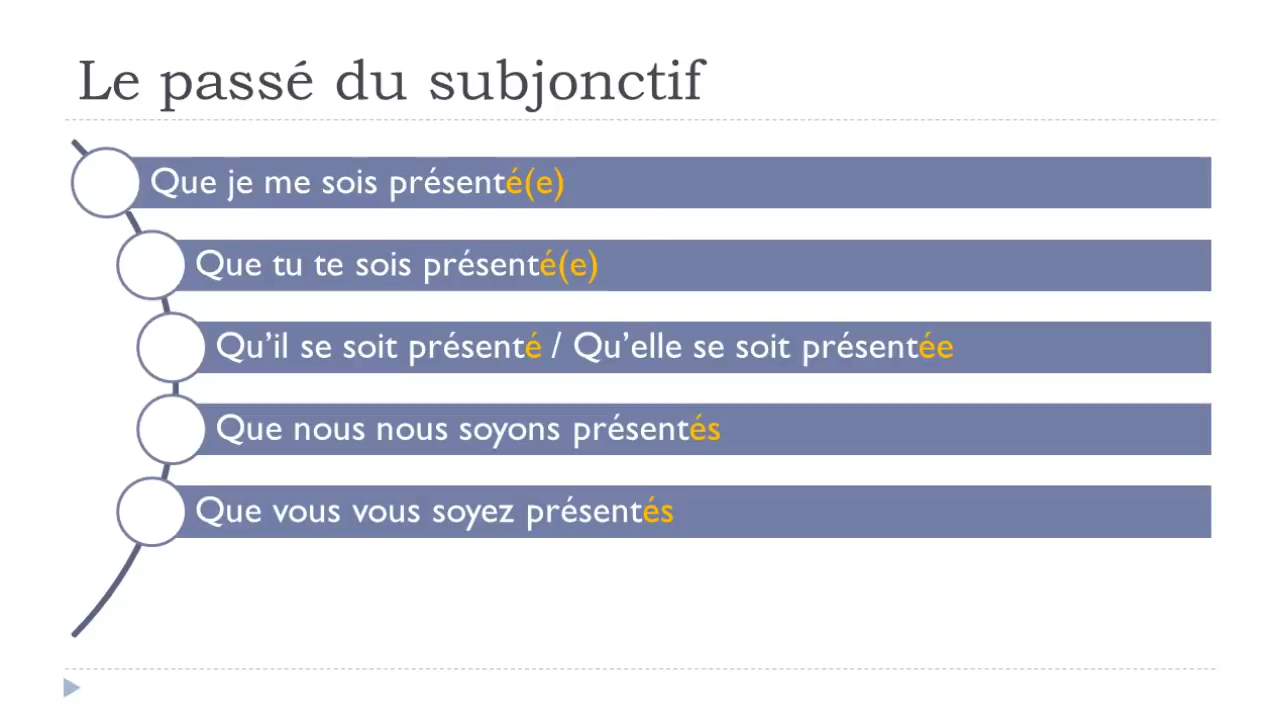 Le passé du subjonctif
Que je me sois présenté(e)
Que tu te sois présenté(e)
Qu’il se soit présenté / Qu’elle se soit présentée
Que nous nous soyons présentés
Que vous vous soyez présentés